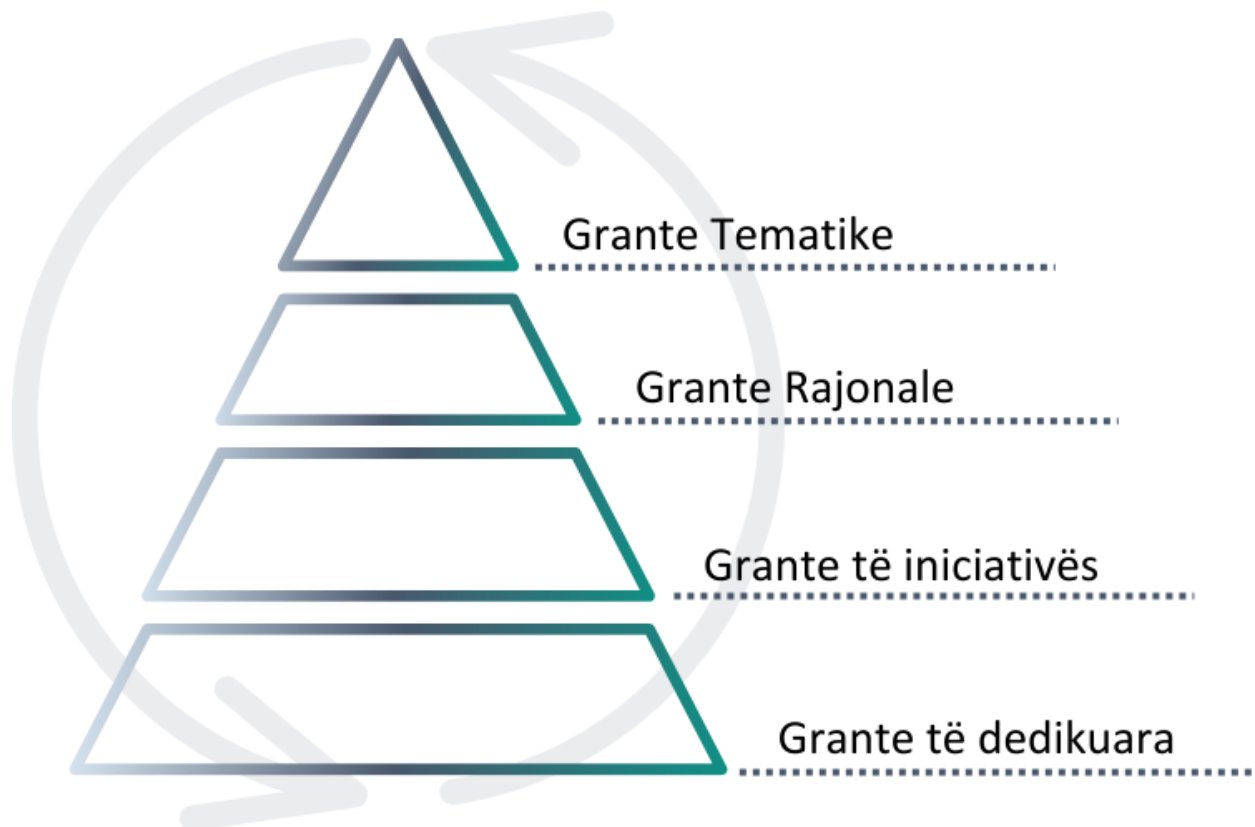 Grante Tematike
Grante Rajonale
Grante të iniciativës
Grante të dedikuara